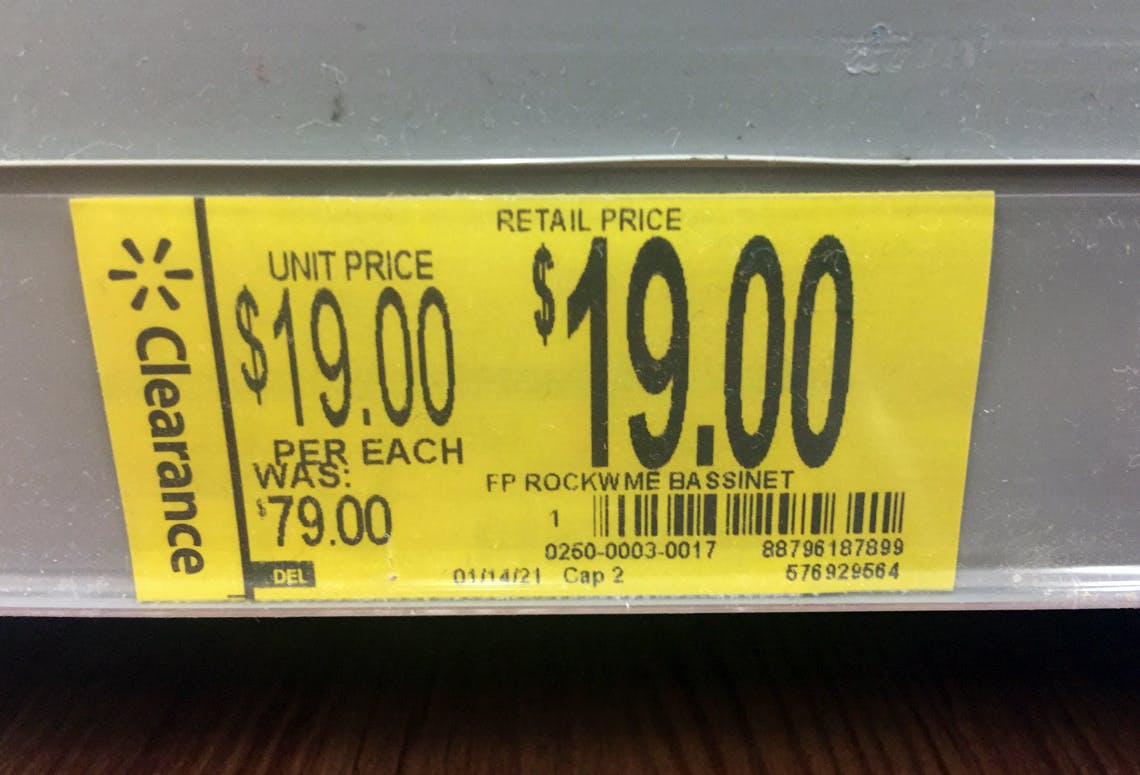 Clearance
UNIT PRICE
$19.00
PER EACH
WAS:
$79.00
DEL
RETAIL PRICE
$19.00
FP ROCKWME BASSINET
1
0260-0003-0017 88796187899
01/14/21 Cap 2 576929564